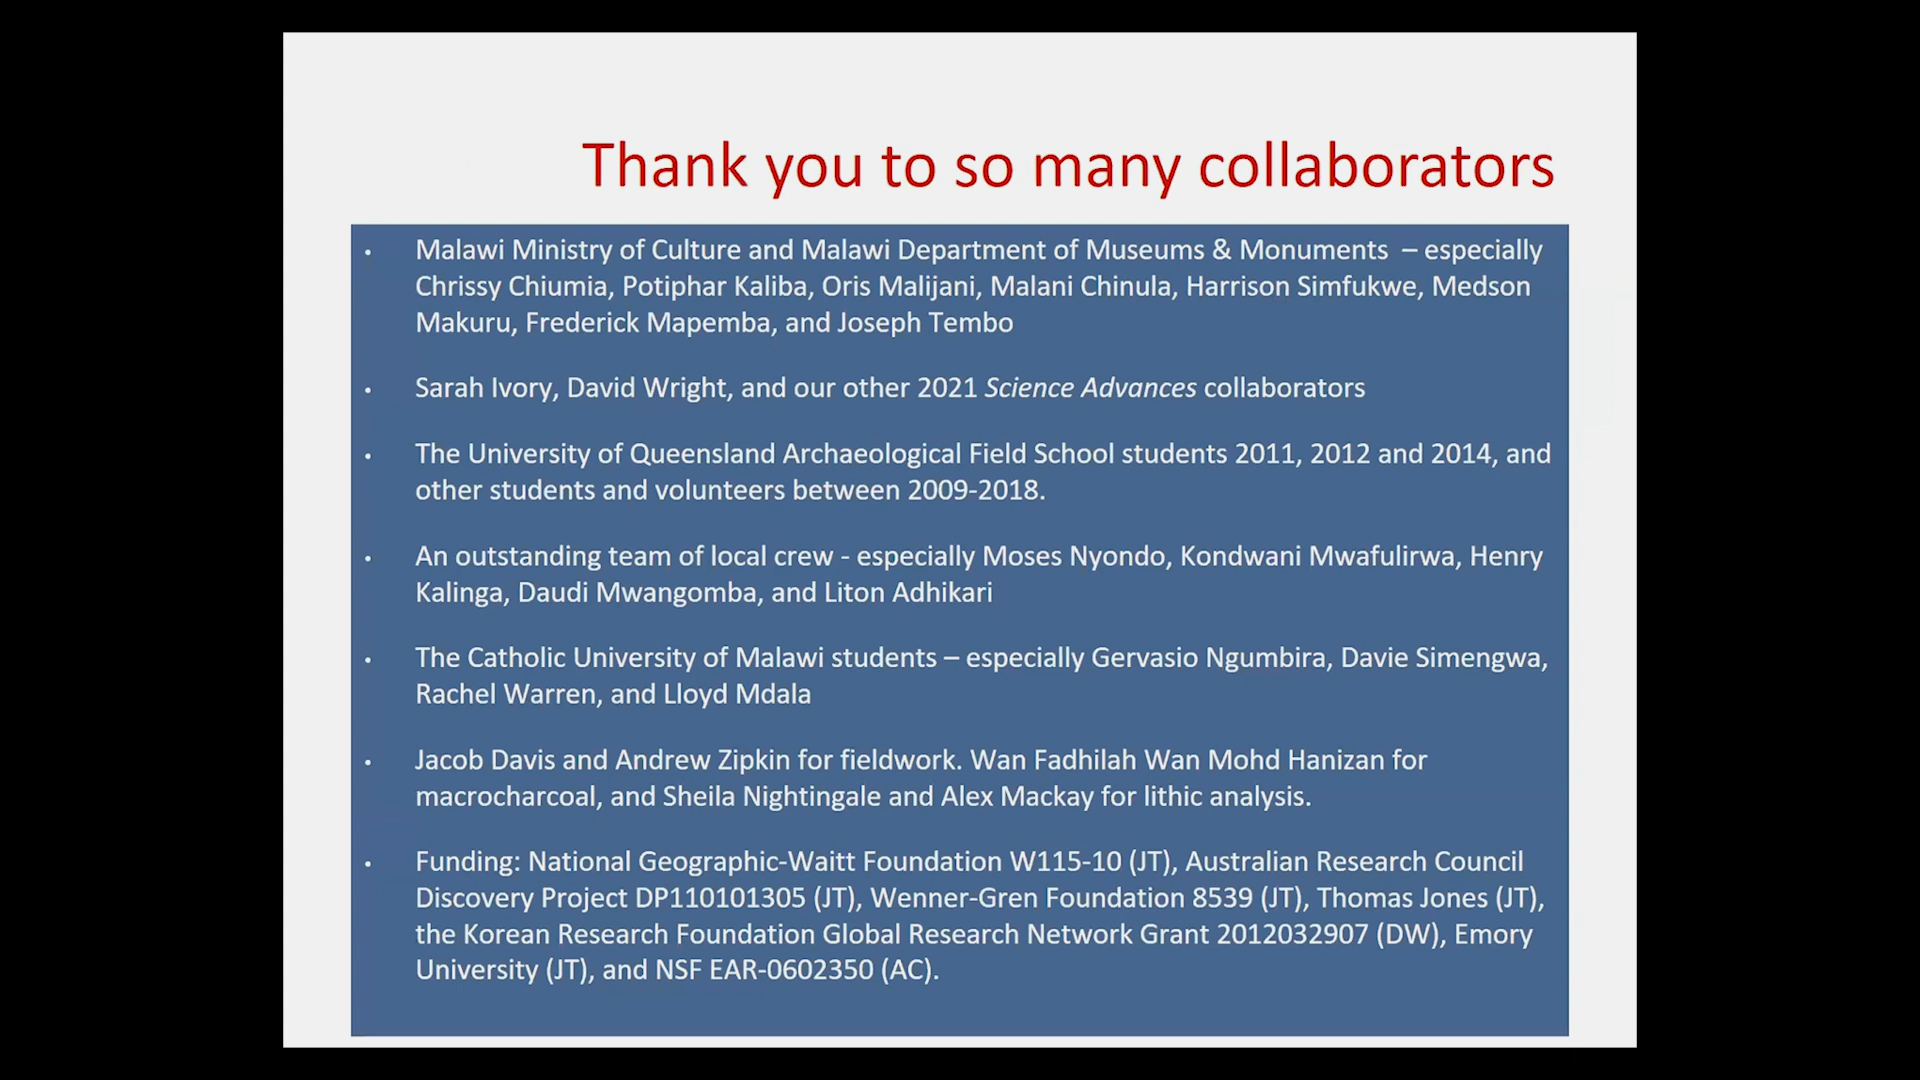 Thank you to so many collaborators
• Malawi Ministry of Culture and Malawi Department of Museums & Monuments – especially
Chrissy Chiumia, Potiphar Kaliba, Oris Malijani, Malani Chinula, Harrison Simfukwe, Medson
Makuru, Frederick Mapemba, and Joseph Tembo
• Sarah Ivory, David Wright, and our other 2021 Science Advances collaborators
• The University of Queensland Archaeological Field School students 2011, 2012 and 2014, and
other students and volunteers between 2009-2018.
• An outstanding team of local crew - especially Moses Nyondo, Kondwani Mwafulirwa, Henry
Kalinga, Daudi Mwangomba, and Liton Adhikari
• The Catholic University of Malawi students – especially Gervasio Ngumbira, Davie Simengwa,
Rachel Warren, and Lloyd Mdala
• Jacob Davis and Andrew Zipkin for fieldwork. Wan Fadhilah Wan Mohd Hanizan for
macrocharcoal, and Sheila Nightingale and Alex Mackay for lithic analysis.
• Funding: National Geographic-Waitt Foundation W115-10 (JT), Australian Research Council
Discovery Project DP110101305 (JT), Wenner-Gren Foundation 8539 (JT), Thomas Jones (JT),
the Korean Research Foundation Global Research Network Grant 2012032907 (DW), Emory
University (JT), and NSF EAR-0602350 (AC).